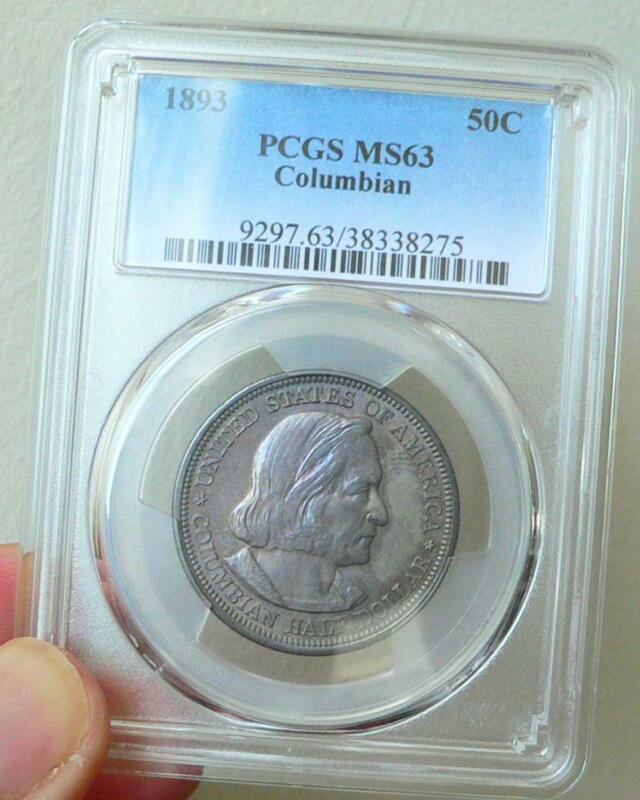 1893
50C
PCGS MS63
Columbian
9297.63/38338275
UNITED STATES OF AMERICA
COLUMBIAN HALF DOLLAR